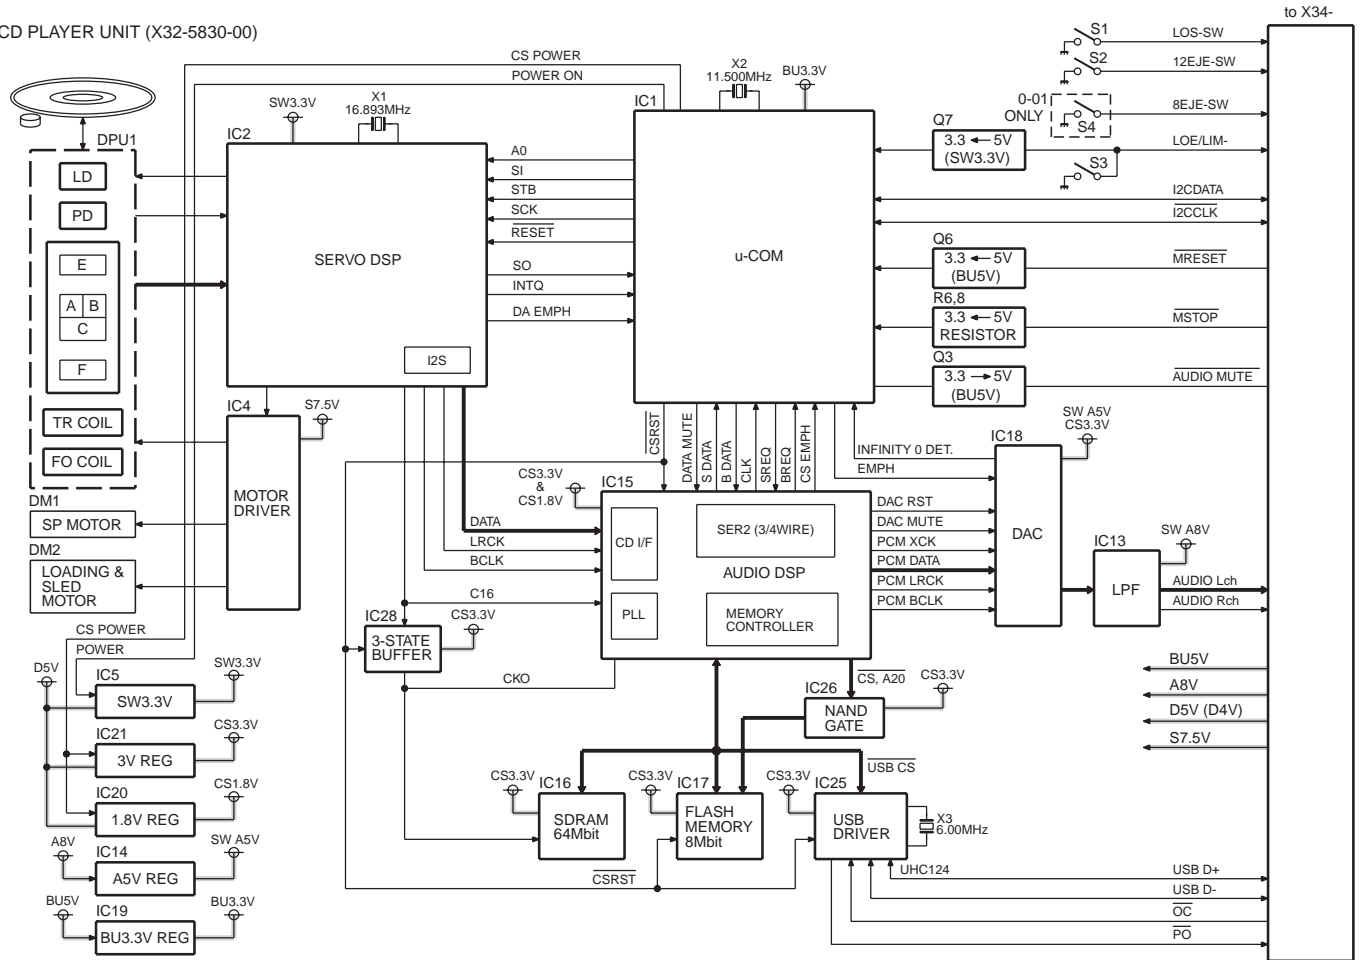 to X34-
CD PLAYER UNIT (X32-5830-00)
S1
LOS-SW
S2
12EJE-SW
0-01
ONLY
S4
8EJE-SW
Q7
3.3 ← 5V
(SW3.3V)
LOE/LIM-
S3
CS POWER
POWER ON
X2
11.500MHz
BU3.3V
IC1
u-COM
SW3.3V
X1
16.893MHz
IC2
SERVO DSP
I2S
DPU1
LD
PD
E
A
B
C
F
TR COIL
FO COIL
A0
SI
STB
SCK
RESET
SO
INTQ
DA EMPH
I2CDATA
I2CCLK
Q6
3.3 ← 5V
(BU5V)
MRESET
R6,8
3.3 ← 5V
RESISTOR
MSTOP
Q3
3.3 → 5V
(BU5V)
AUDIO MUTE
IC4
S7.5V
MOTOR
DRIVER
DM1
SP MOTOR
DM2
LOADING &
SLED
MOTOR
CSRST
DATA MUTE
S DATA
B DATA
CLK
SREQ
BREQ
CS EMPH
INFINITY 0 DET.
EMPH
SW A5V
CS3.3V
IC18
DAC
CS3.3V
&
CS1.8V
IC15
CD I/F
SER2 (3/4WIRE)
AUDIO DSP
PLL
MEMORY
CONTROLLER
DATA
LRCK
BCLK
C16
DAC RST
DAC MUTE
PCM XCK
PCM DATA
PCM LRCK
PCM BCLK
IC13
LPF
SW A8V
AUDIO Lch
AUDIO Rch
IC28
3-STATE
BUFFER
CS3.3V
CKO
CS, A20
IC26
NAND
GATE
CS3.3V
BU5V
A8V
D5V (D4V)
S7.5V
CS POWER
POWER
D5V
IC5
SW3.3V
SW3.3V
IC21
3V REG
CS3.3V
IC20
1.8V REG
CS1.8V
A8V
IC14
A5V REG
SW A5V
BU5V
IC19
BU3.3V REG
BU3.3V
USB CS
CS3.3V
IC16
SDRAM
64Mbit
CS3.3V
IC17
FLASH
MEMORY
8Mbit
CS3.3V
IC25
USB
DRIVER
X3
6.00MHz
CSRST
UHC124
USB D+
USB D-
OC
PO